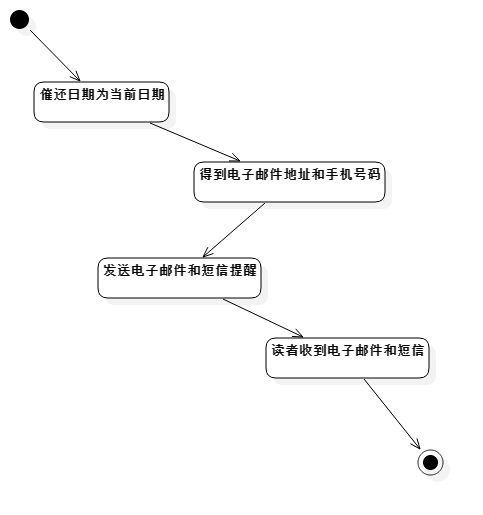 催还日期为当前日期
得到电子邮件地址和手机号码
发送电子邮件和短信提醒
读者收到电子邮件和短信